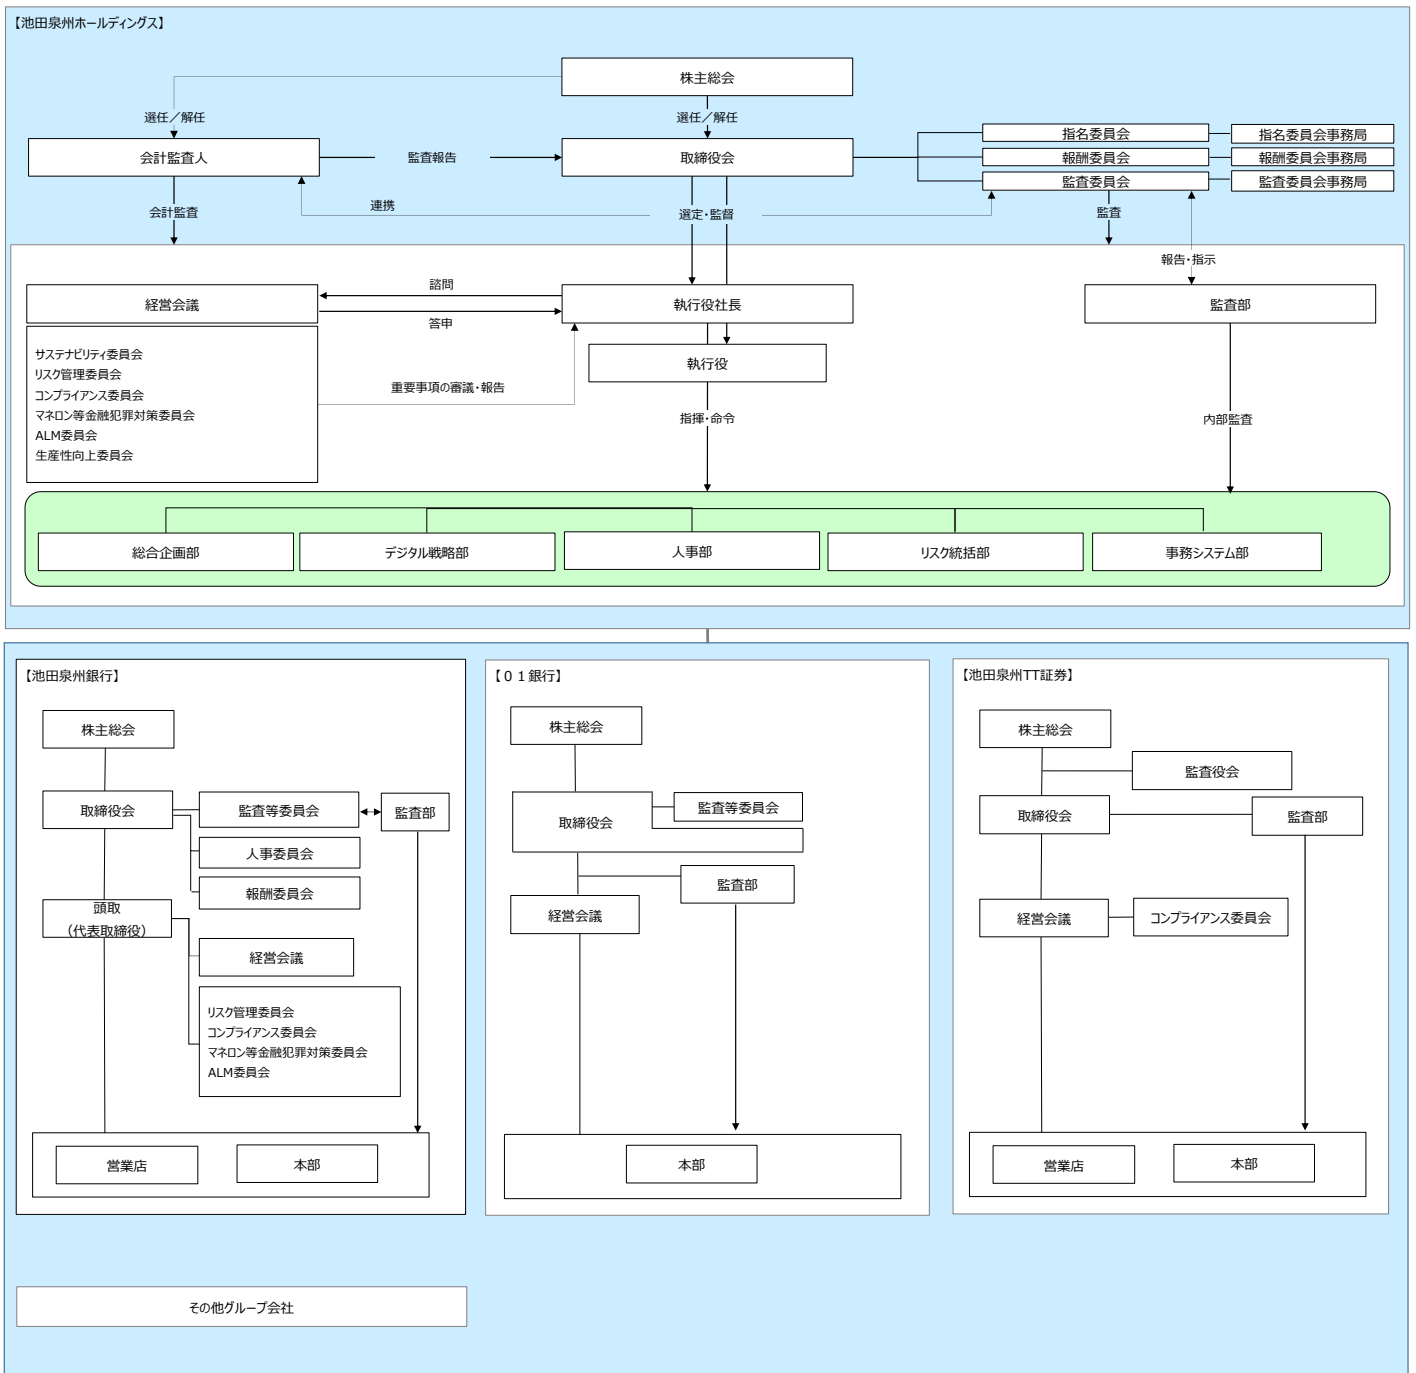 【池田泉州ホールディングス】
株主総会
選任／解任
選任／解任
会計監査人
監査報告
取締役会
指名委員会
指名委員会事務局
報酬委員会
報酬委員会事務局
監査委員会
監査委員会事務局
会計監査
連携
選定・監督
監査
報告・指示
経営会議
諮問
答申
執行役社長
監査部
サステナビリティ委員会
リスク管理委員会
コンプライアンス委員会
マネロン等金融犯罪対策委員会
ALM委員会
生産性向上委員会
重要事項の審議・報告
執行役
指揮・命令
内部監査
総合企画部
デジタル戦略部
人事部
リスク統括部
事務システム部
【池田泉州銀行】
株主総会
取締役会
監査等委員会
監査部
人事委員会
報酬委員会
頭取
（代表取締役）
経営会議
リスク管理委員会
コンプライアンス委員会
マネロン等金融犯罪対策委員会
ALM委員会
営業店
本部
【０１銀行】
株主総会
取締役会
監査等委員会
監査部
経営会議
本部
【池田泉州TT証券】
株主総会
監査役会
取締役会
監査部
経営会議
コンプライアンス委員会
営業店
本部
その他グループ会社